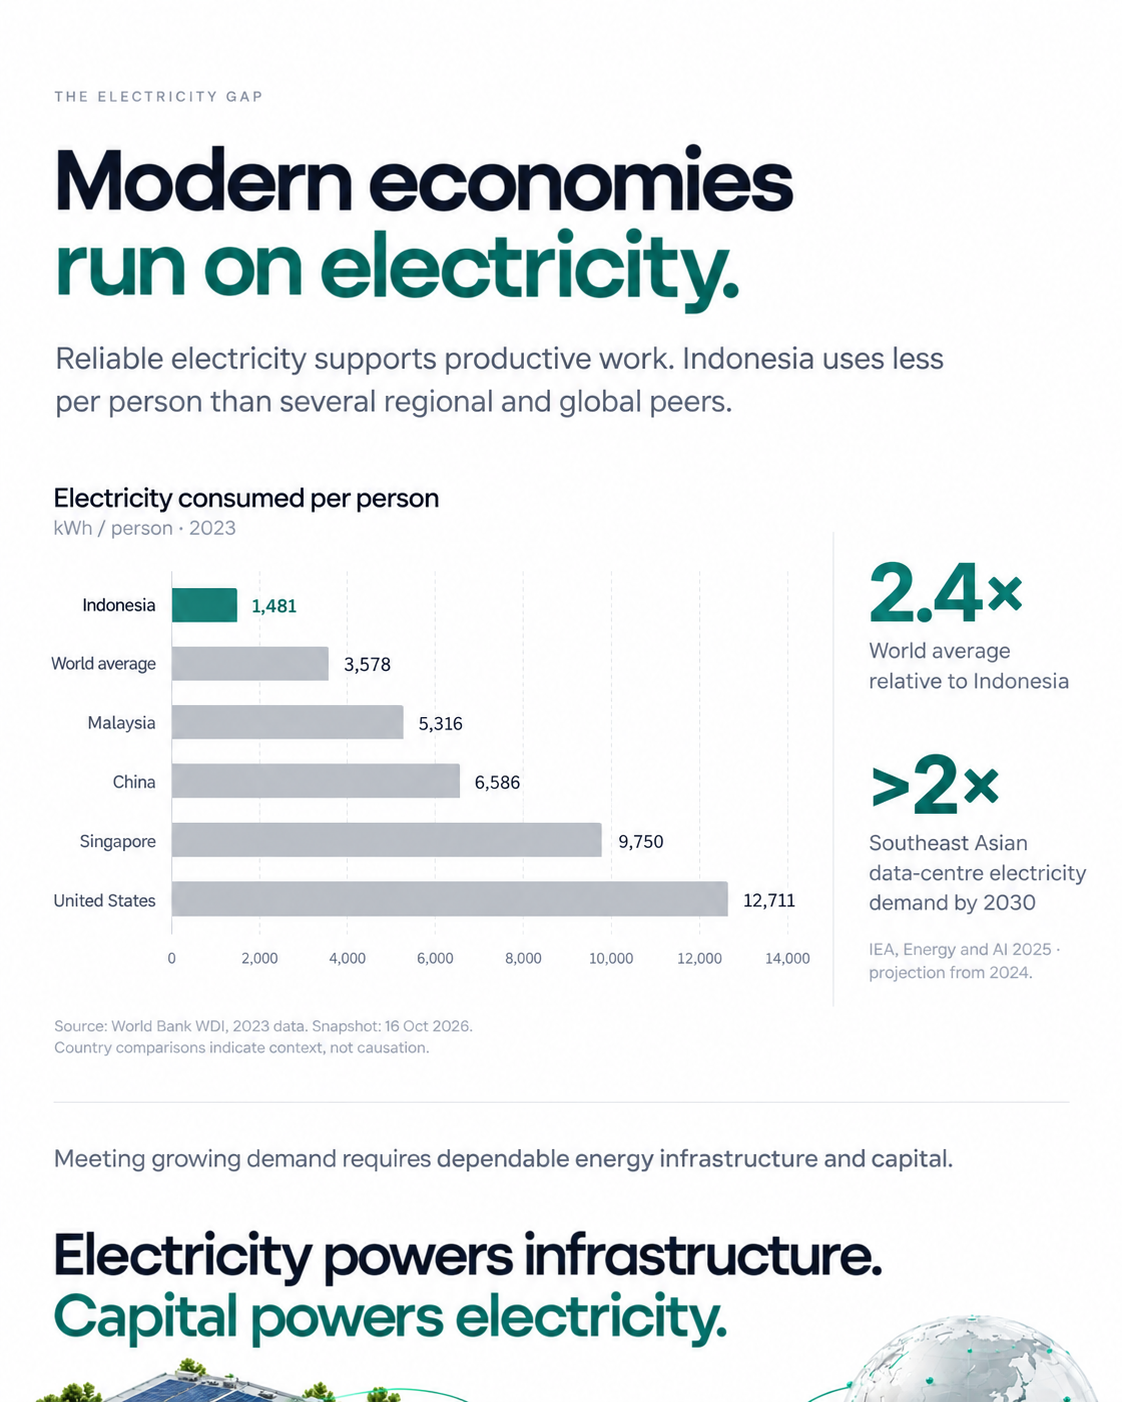 THE ELECTRICITY GAP
Modern economies
run on electricity.
Reliable electricity supports productive work. Indonesia uses less
per person than several regional and global peers.
Electricity consumed per person
kWh / person · 2023
Indonesia 1,481
World average 3,578
Malaysia 5,316
China 6,586
Singapore 9,750
United States 12,711
0 2,000 4,000 6,000 8,000 10,000 12,000 14,000
2.4×
World average
relative to Indonesia
>2×
Southeast Asian
data-centre electricity
demand by 2030
IEA, Energy and AI 2025 ·
projection from 2024.
Source: World Bank WDI, 2023 data. Snapshot: 16 Oct 2026.
Country comparisons indicate context, not causation.
Meeting growing demand requires dependable energy infrastructure and capital.
Electricity powers infrastructure.
Capital powers electricity.